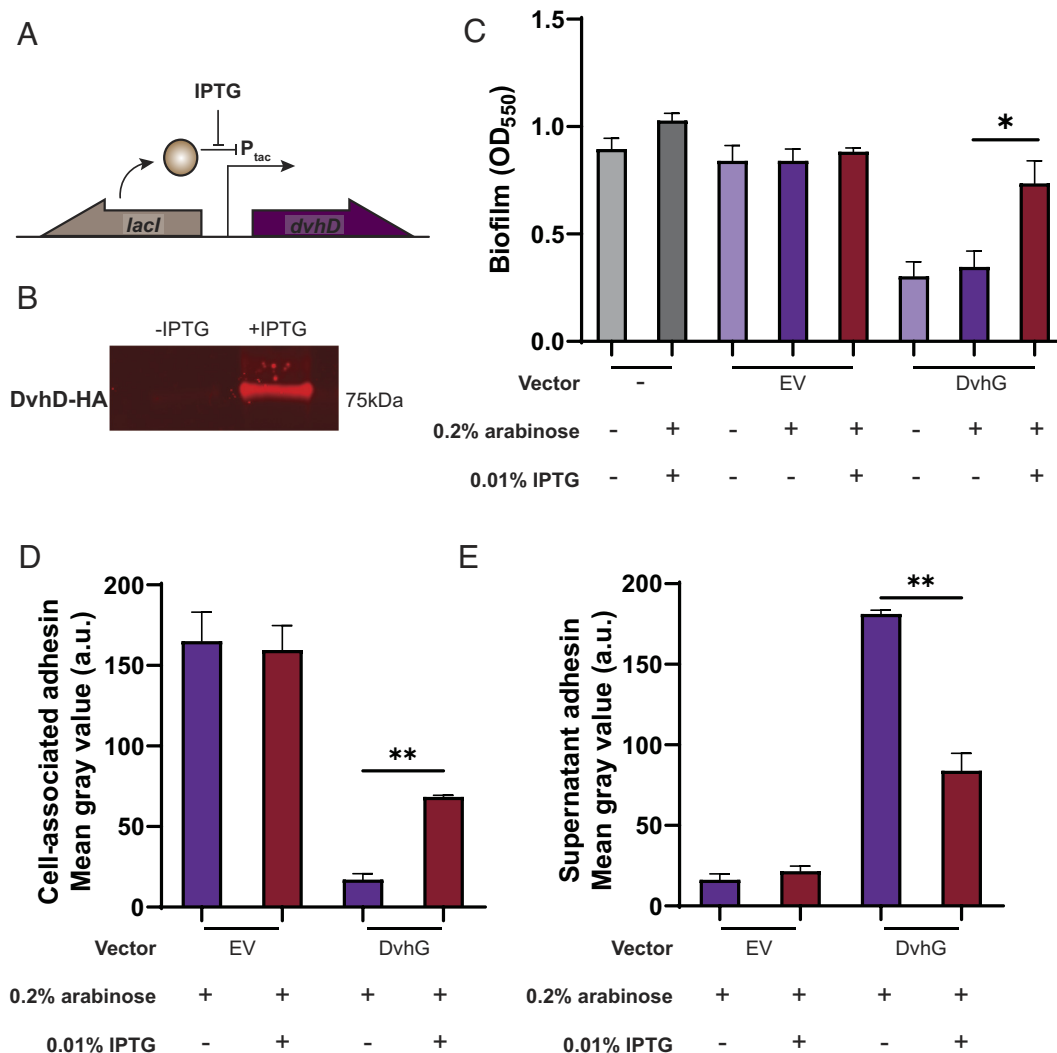 A
IPTG
Ptac
lacI
dvhD
B
-IPTG +IPTG
DvhD-HA
75kDa
C
Biofilm (OD550)
1.5
1.0
0.5
0.0
*
Vector - EV DvhG
0.2% arabinose - + - + + - + +
0.01% IPTG - + - - + - - +
D
Cell-associated adhesin
Mean gray value (a.u.)
200
150
100
50
0
**
Vector EV DvhG
0.2% arabinose + + + +
0.01% IPTG - + - +
E
Supernatant adhesin
Mean gray value (a.u.)
200
150
100
50
0
**
Vector EV DvhG
0.2% arabinose + + + +
0.01% IPTG - + - +